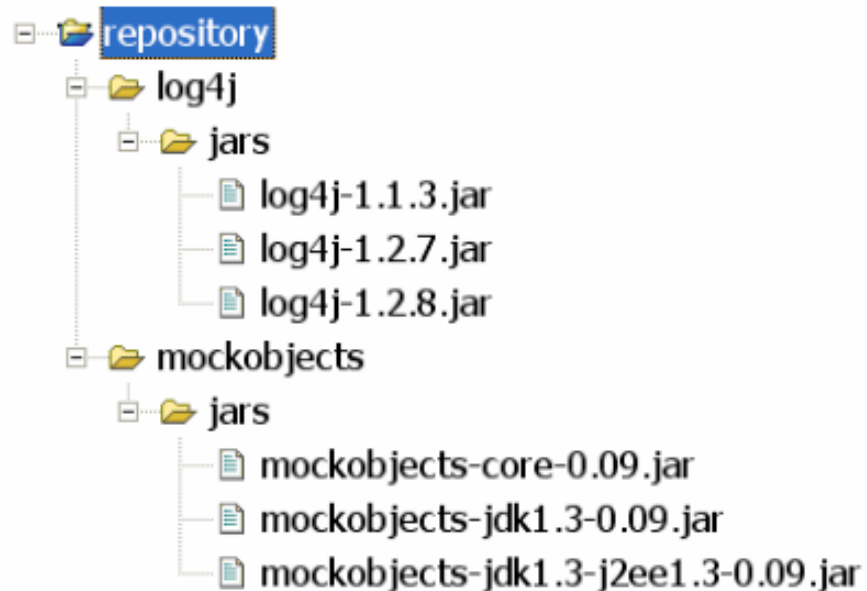 repository
log4j
jars
log4j-1.1.3.jar
log4j-1.2.7.jar
log4j-1.2.8.jar
mockobjects
jars
mockobjects-core-0.09.jar
mockobjects-jdk1.3-0.09.jar
mockobjects-jdk1.3-j2ee1.3-0.09.jar